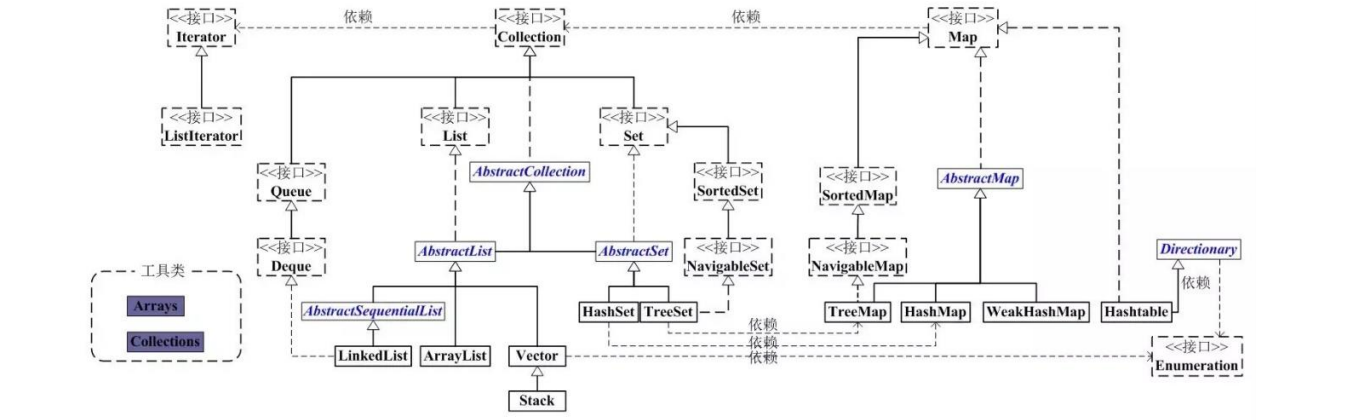 <<接口>>
Iterator
依赖
<<接口>>
Collection
依赖
<<接口>>
Map
<<接口>>
ListIterator
<<接口>>
List
<<接口>>
Set
<<接口>>
Queue
AbstractCollection
<<接口>>
SortedSet
<<接口>>
SortedMap
AbstractMap
<<接口>>
Deque
AbstractList
AbstractSet
<<接口>>
NavigableSet
<<接口>>
NavigableMap
Directionary
依赖
工具类
Arrays
Collections
AbstractSequentialList
HashSet
TreeSet
TreeMap
HashMap
WeakHashMap
Hashtable
依赖
依赖
依赖
LinkedList
ArrayList
Vector
<<接口>>
Enumeration
Stack